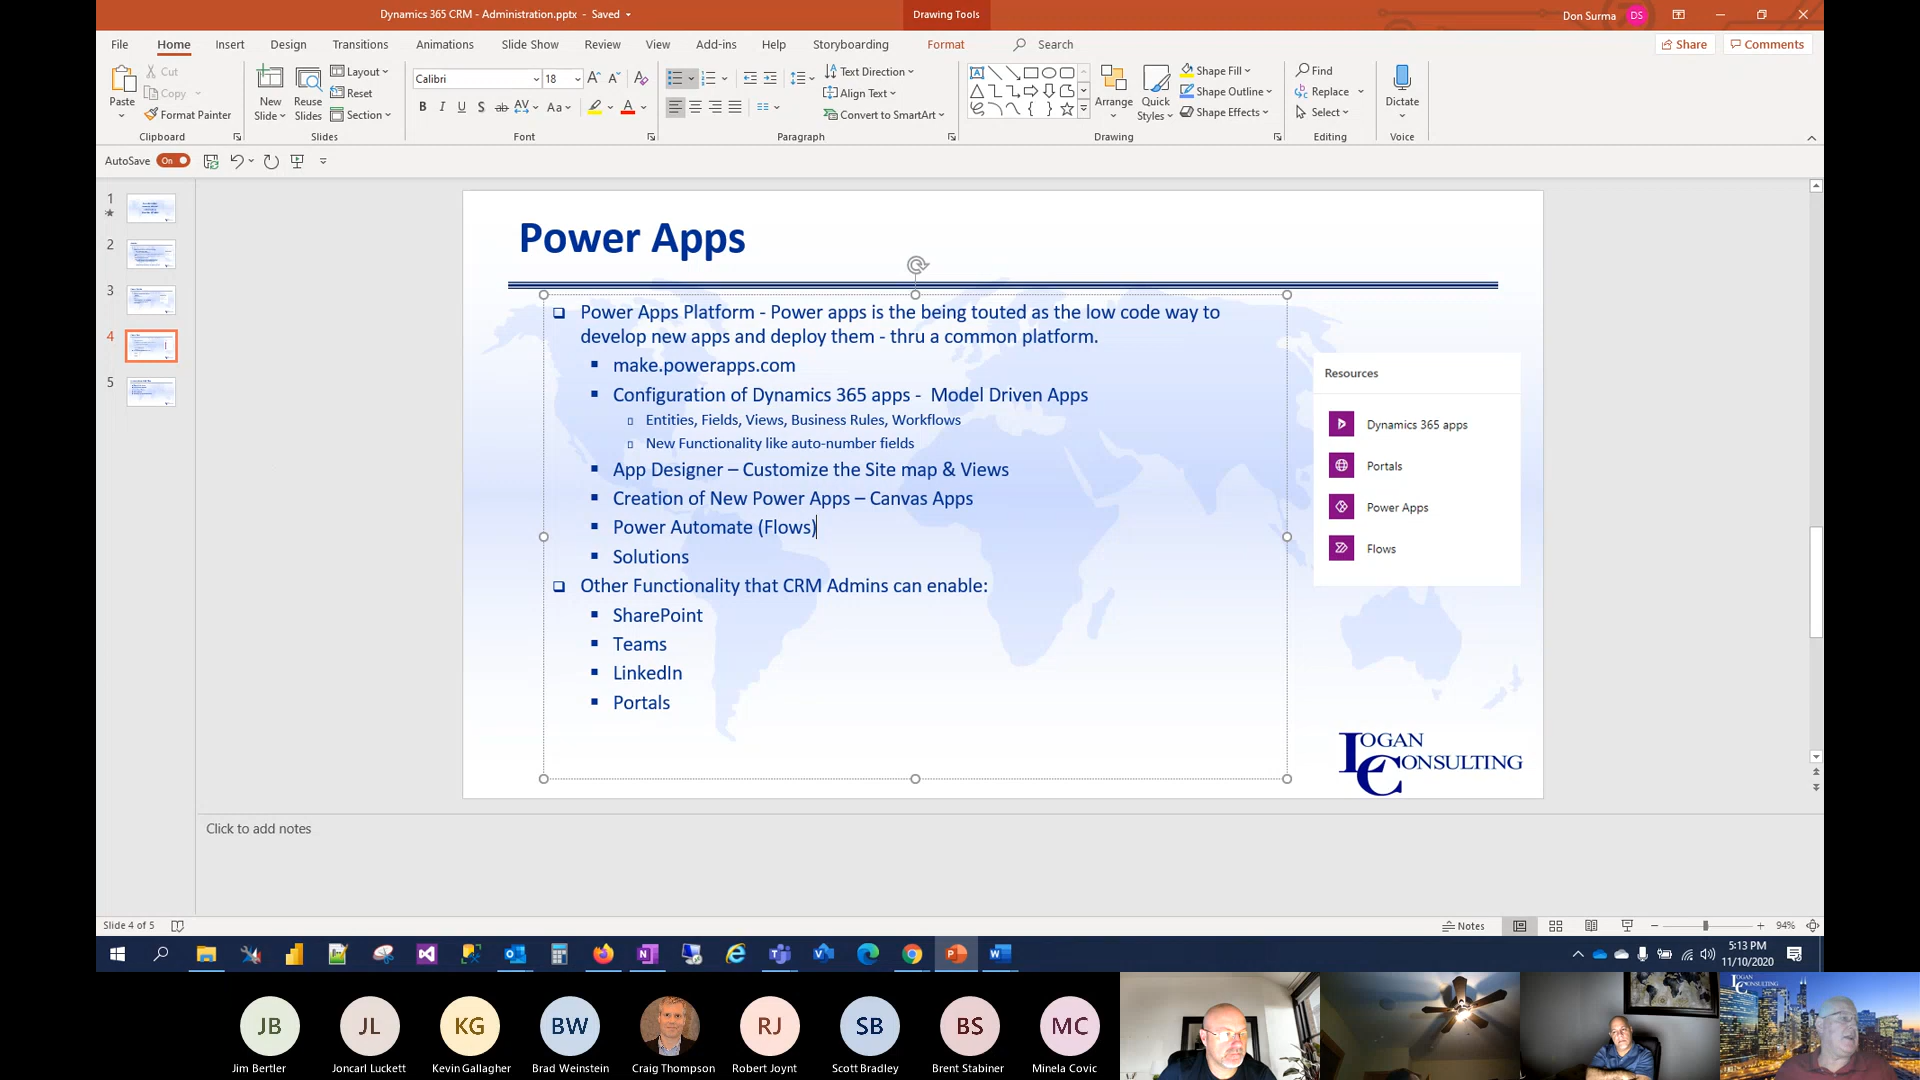 Dynamics 365 CRM - Administration.pptx - Saved
Drawing Tools
Don Surma
DS
File Home Insert Design Transitions Animations Slide Show Review View Add-ins Help Storyboarding Format Search
Share Comments
Paste
Cut
Copy
Format Painter
Clipboard
New Slide
Reuse Slides
Layout
Reset
Section
Slides
Calibri 18
Font
Text Direction
Align Text
Convert to SmartArt
Paragraph
Arrange
Quick Styles
Shape Fill
Shape Outline
Shape Effects
Drawing
Find
Replace
Select
Editing
Dictate
Voice
AutoSave On
1
2
3
4
5
Power Apps
Power Apps Platform - Power apps is the being touted as the low code way to
develop new apps and deploy them - thru a common platform.
make.powerapps.com
Configuration of Dynamics 365 apps - Model Driven Apps
Entities, Fields, Views, Business Rules, Workflows
New Functionality like auto-number fields
App Designer – Customize the Site map & Views
Creation of New Power Apps – Canvas Apps
Power Automate (Flows)
Solutions
Other Functionality that CRM Admins can enable:
SharePoint
Teams
LinkedIn
Portals
Resources
Dynamics 365 apps
Portals
Power Apps
Flows
LOGAN
CONSULTING
Click to add notes
Slide 4 of 5
Notes
94%
5:13 PM
11/10/2020
JB JL KG BW RJ SB BS MC
Jim Bertler Joncarl Luckett Kevin Gallagher Brad Weinstein Craig Thompson Robert Joynt Scott Bradley Brent Stabiner Minela Covic
LOGAN
CONSULTING